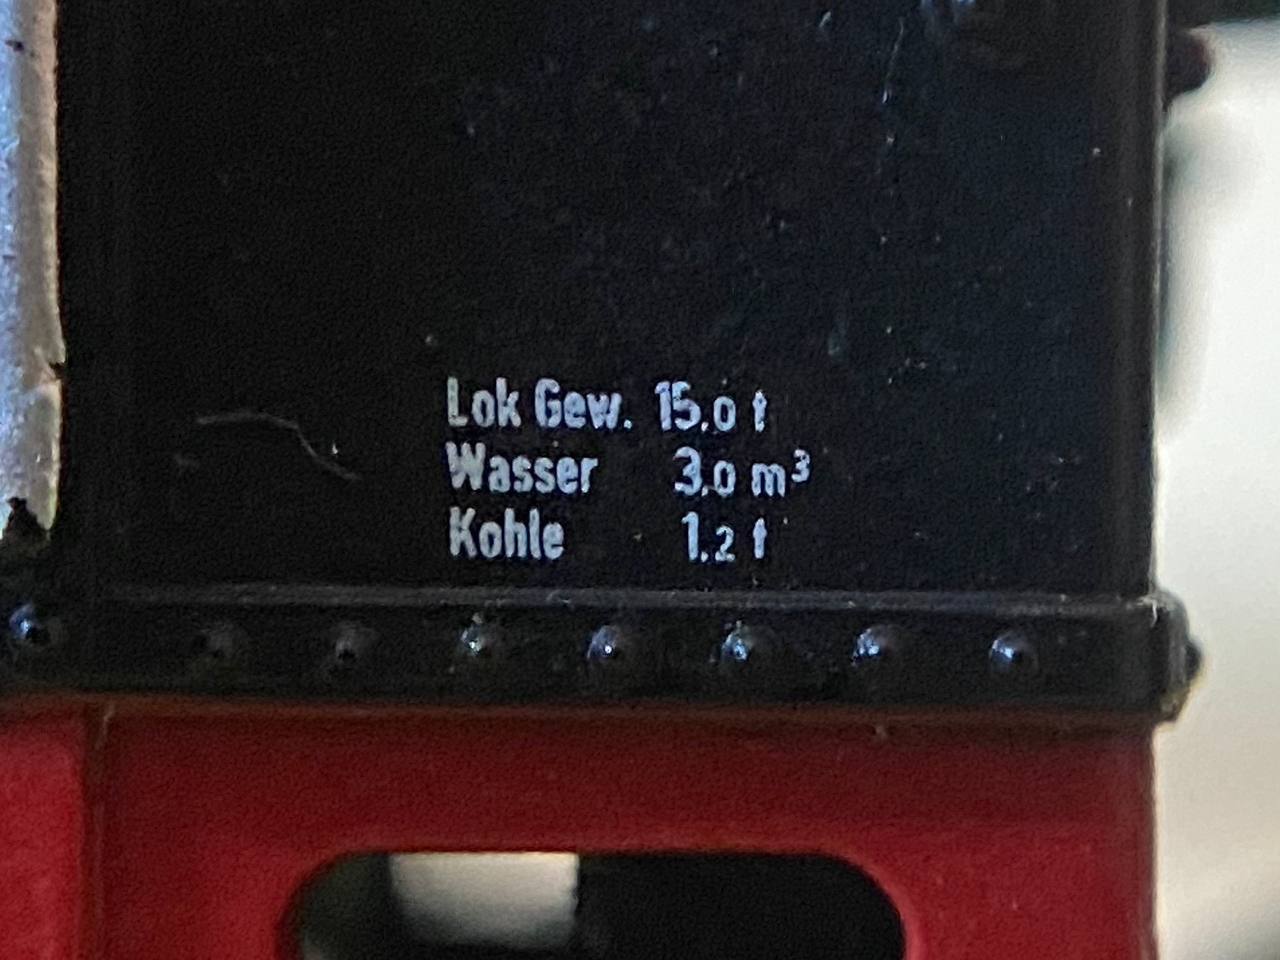 Lok Gew. 15.0 t
Wasser 3.0 m³
Kohle 1.2 t